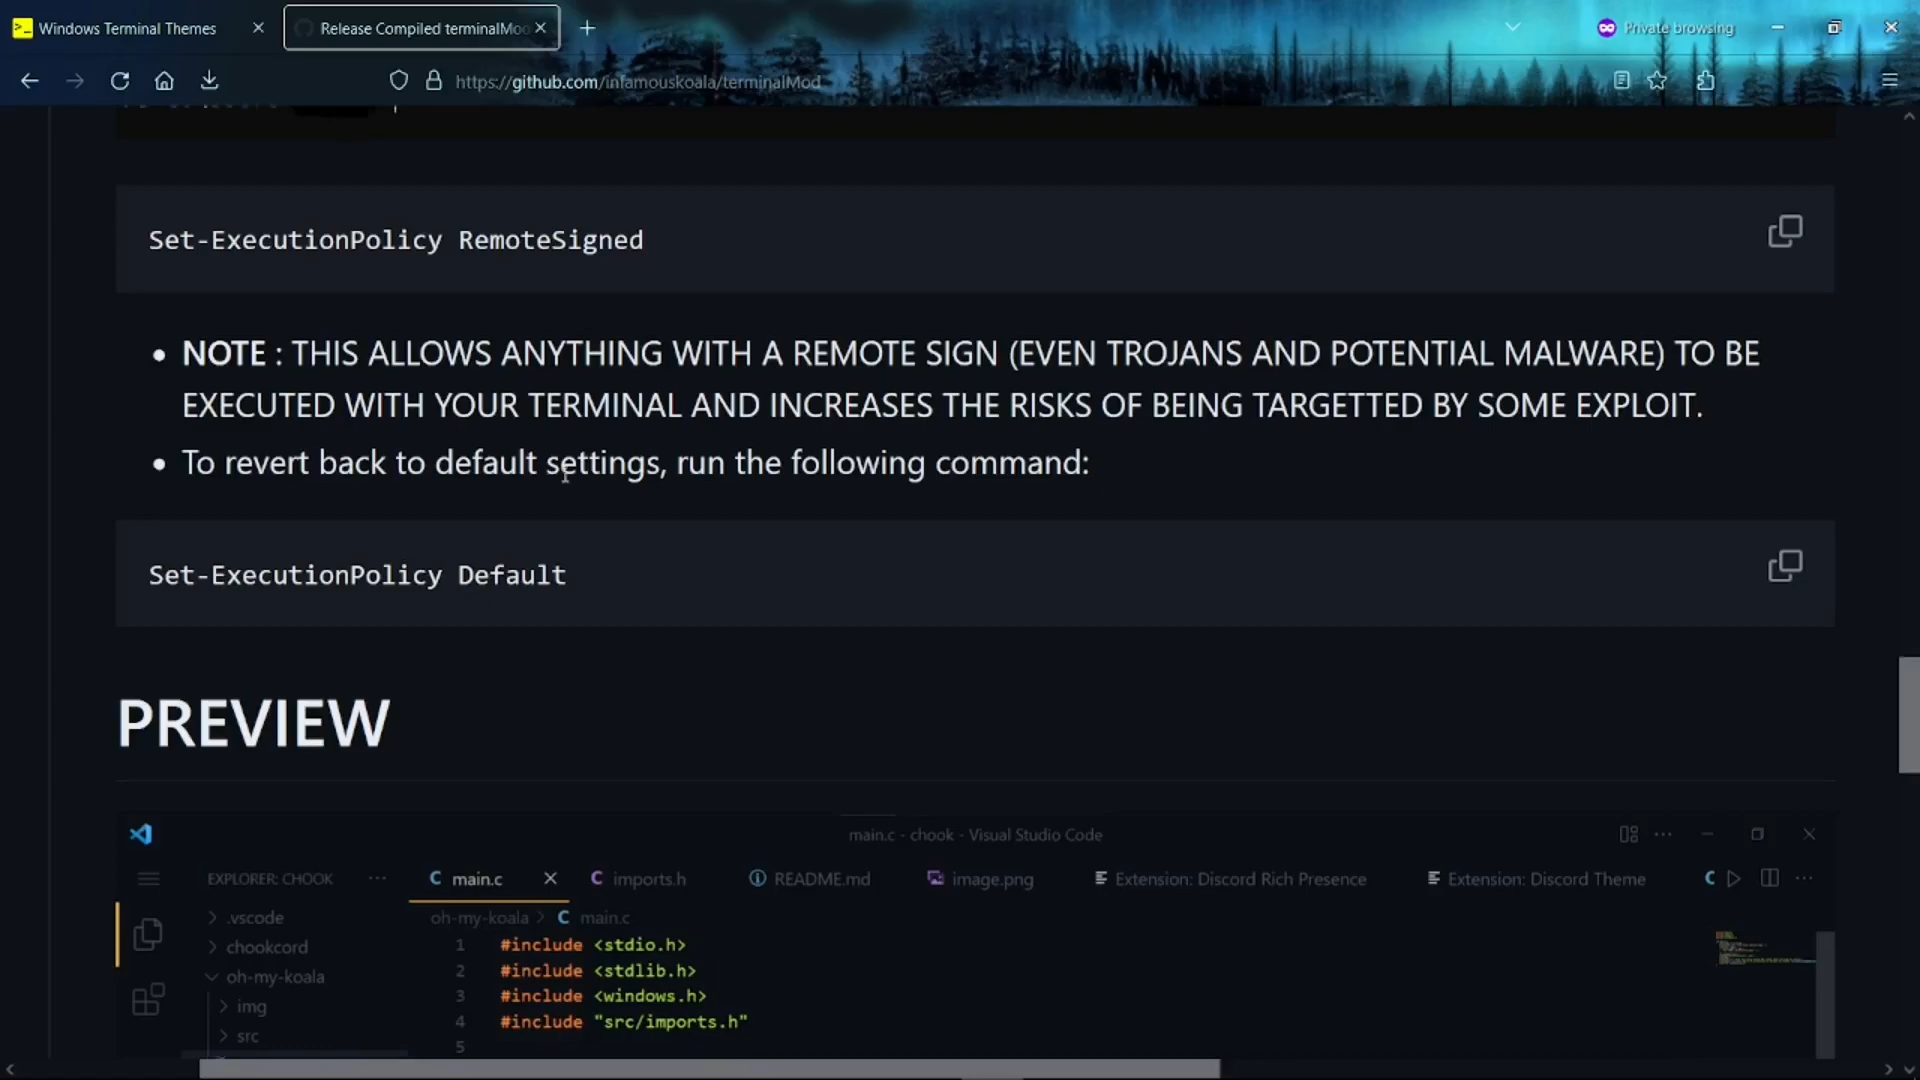 Windows Terminal Themes
Release Compiled terminalMo
Private browsing
https://github.com/infamouskoala/terminalMod
Set-ExecutionPolicy RemoteSigned
NOTE : THIS ALLOWS ANYTHING WITH A REMOTE SIGN (EVEN TROJANS AND POTENTIAL MALWARE) TO BE
EXECUTED WITH YOUR TERMINAL AND INCREASES THE RISKS OF BEING TARGETTED BY SOME EXPLOIT.
To revert back to default settings, run the following command:
Set-ExecutionPolicy Default
PREVIEW
main.c - chook - Visual Studio Code
EXPLORER: CHOOK
C main.c
C imports.h
README.md
image.png
Extension: Discord Rich Presence
Extension: Discord Theme
C
.vscode
oh-my-koala > C main.c
chookcord
oh-my-koala
img
src
1 #include <stdio.h>
2 #include <stdlib.h>
3 #include <windows.h>
4 #include "src/imports.h"
5